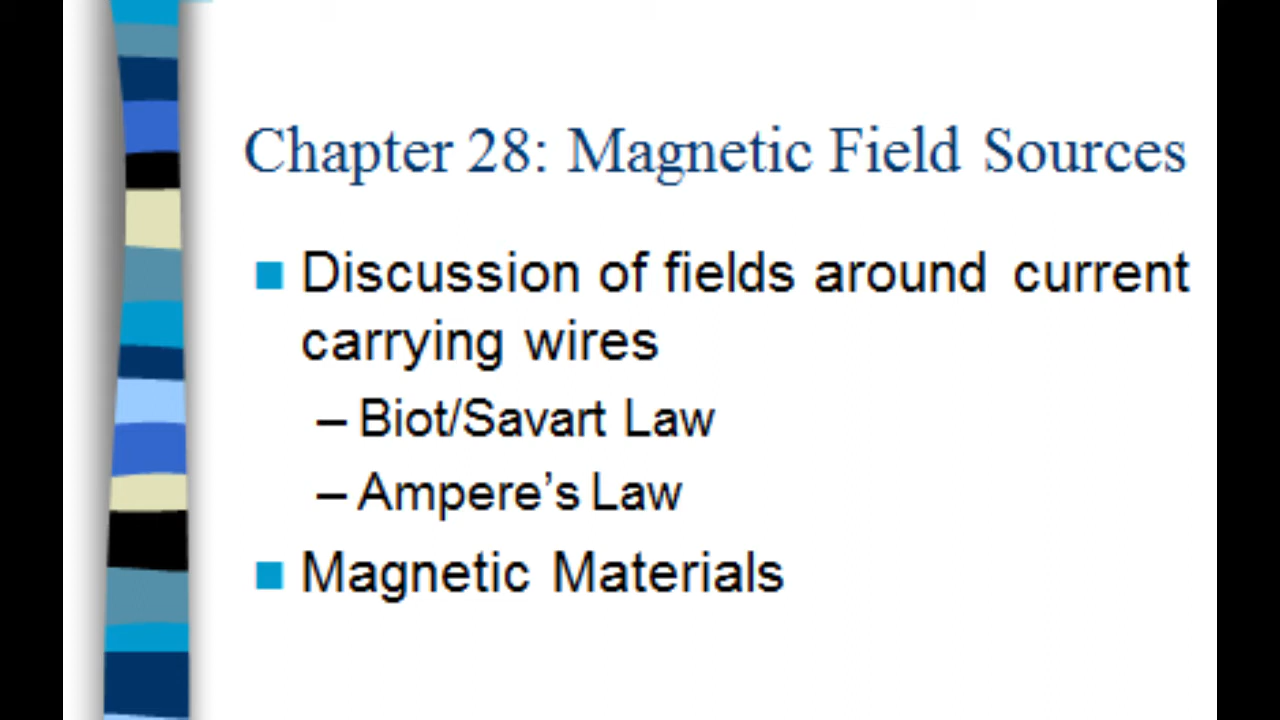 Chapter 28: Magnetic Field Sources
Discussion of fields around current
carrying wires
– Biot/Savart Law
– Ampere’s Law
Magnetic Materials